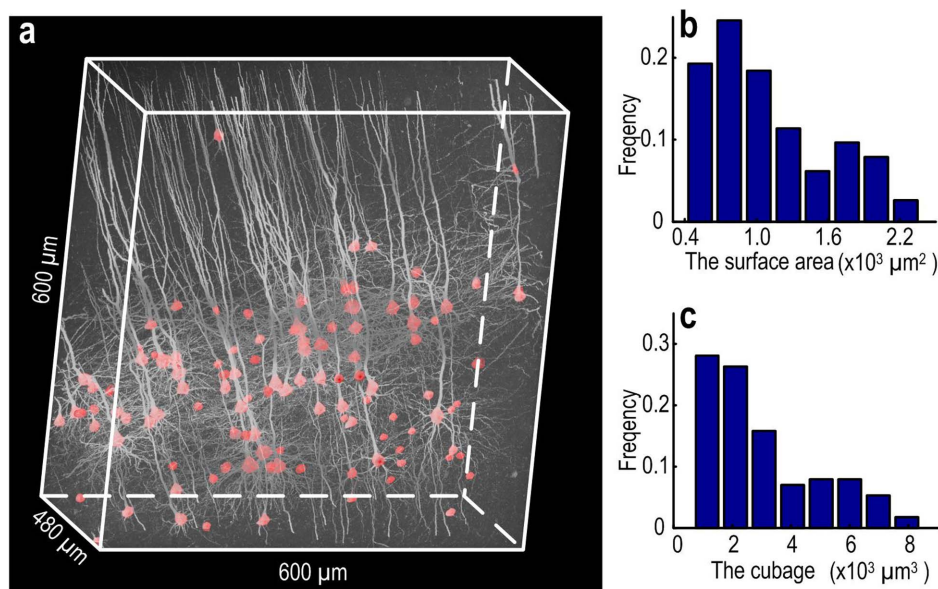 a
600 µm
480 µm
600 µm
b
0.2
0.1
0
Freqency
0.4
1.0
1.6
2.2
The surface area (x10³ µm²)
c
0.3
0.2
0.1
0
Freqency
0
2
4
6
8
The cubage (x10³ µm³)